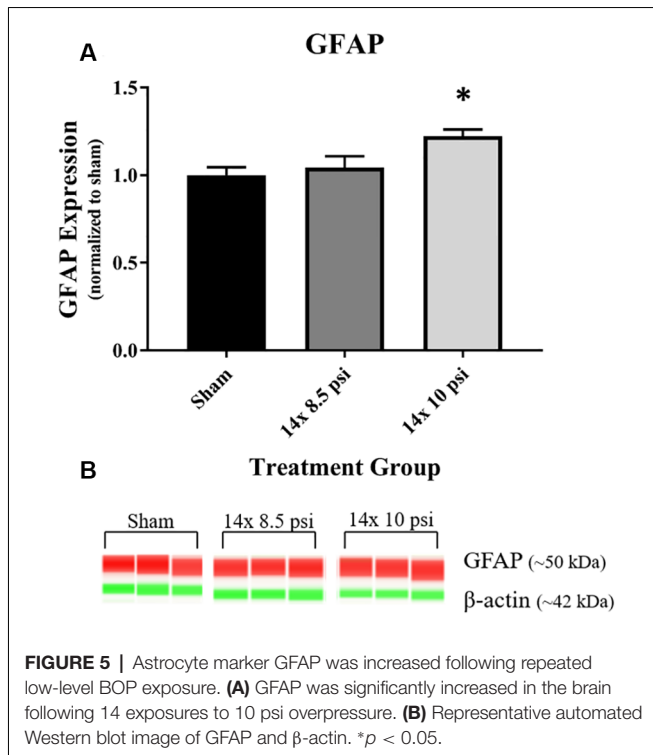 A
GFAP
*
GFAP Expression
(normalized to sham)
1.5
1.0
0.5
0.0
Sham
14x 8.5 psi
14x 10 psi
Treatment Group
B
Sham
14x 8.5 psi
14x 10 psi
GFAP (~50 kDa)
β-actin (~42 kDa)
FIGURE 5 | Astrocyte marker GFAP was increased following repeated
low-level BOP exposure. (A) GFAP was significantly increased in the brain
following 14 exposures to 10 psi overpressure. (B) Representative automated
Western blot image of GFAP and β-actin. *p < 0.05.